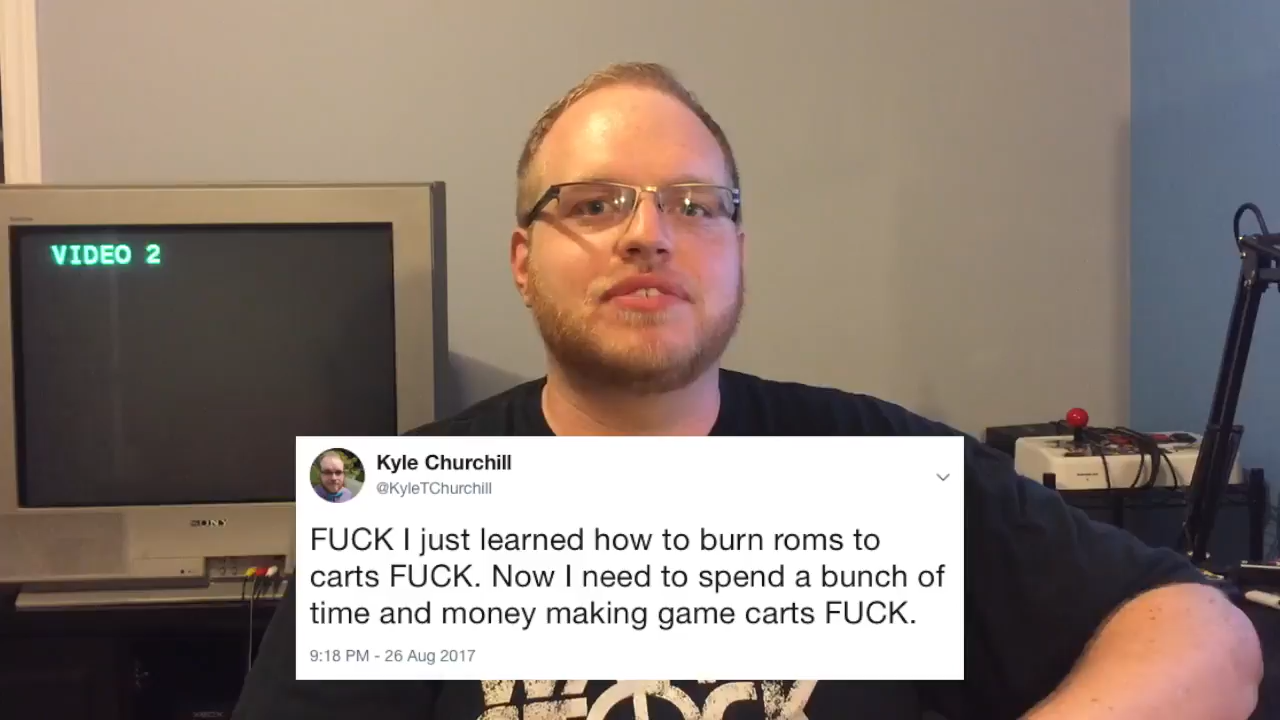 VIDEO 2
SONY
Kyle Churchill
@KyleTChurchill
FUCK I just learned how to burn roms to
carts FUCK. Now I need to spend a bunch of
time and money making game carts FUCK.
9:18 PM - 26 Aug 2017